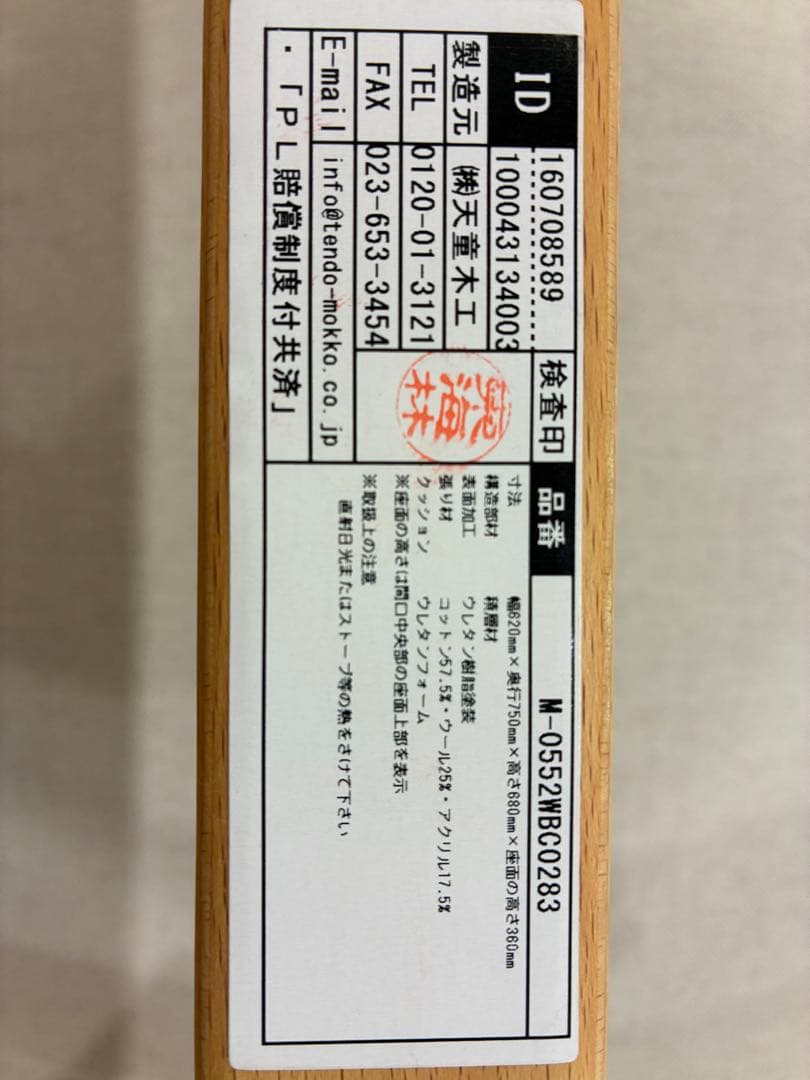 ID
160708589
100043134003
検査印
製造元
㈱天童木工
TEL
0120-01-3121
FAX
023-653-3454
E-mail
info@tendo-mokko.co.jp
・「PL賠償制度付共済」
品番
M-0552WBC0283
寸法 幅620mm×奥行750mm×高さ680mm×座面の高さ360mm
構造部材 積層材
表面加工 ウレタン樹脂塗装
張り材 コットン57.5%・ウール25%・アクリル17.5%
クッション ウレタンフォーム
※座面の高さは間口中央部の座面上部を表示
※取扱上の注意
直射日光またはストーブ等の熱をさけて下さい